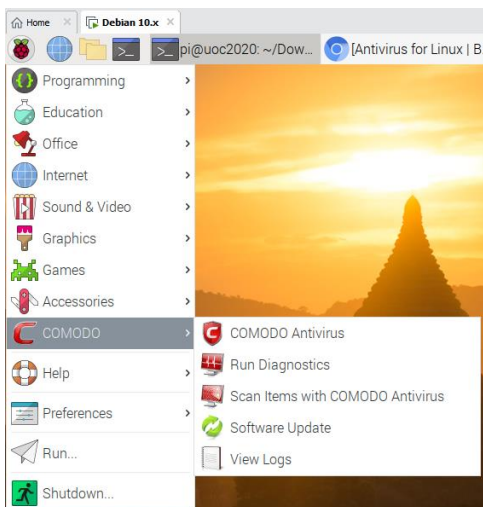 Home
Debian 10.x
pi@uoc2020: ~/Dow...
[Antivirus for Linux | B
Programming
Education
Office
Internet
Sound & Video
Graphics
Games
Accessories
COMODO
COMODO Antivirus
Run Diagnostics
Scan Items with COMODO Antivirus
Software Update
View Logs
Help
Preferences
Run...
Shutdown...